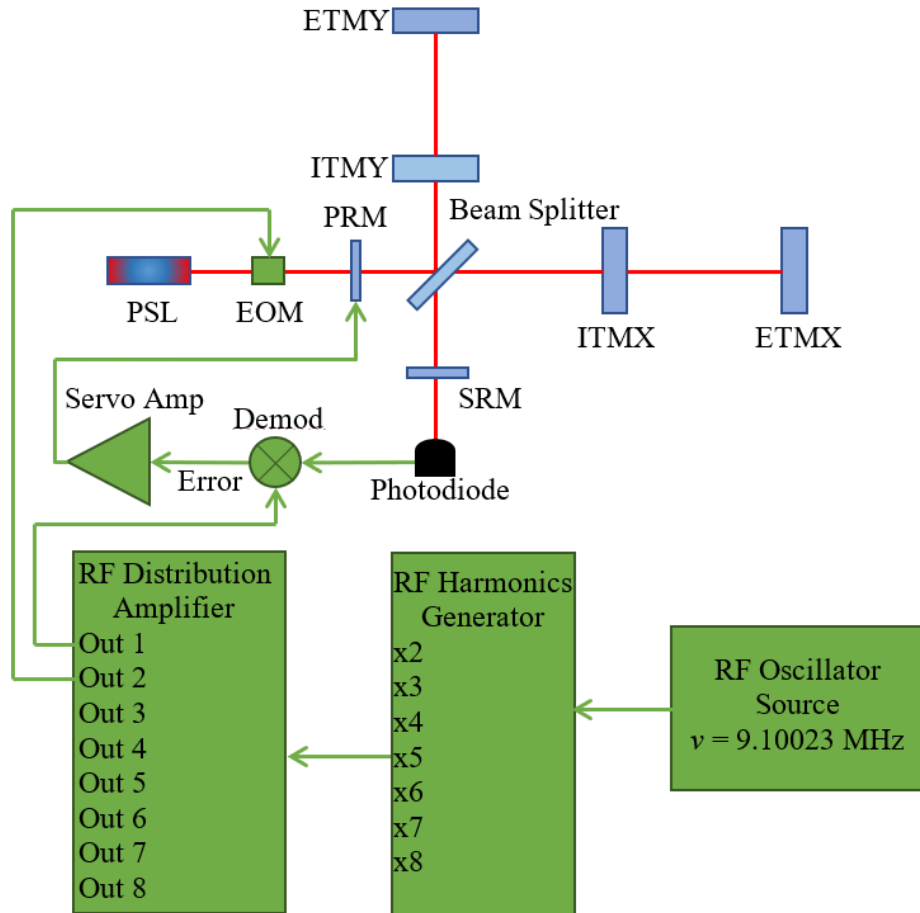 ETMY
ITMY
Beam Splitter
PRM
PSL
EOM
ITMX
ETMX
SRM
Servo Amp
Demod
Error
Photodiode
RF Distribution
Amplifier
Out 1
Out 2
Out 3
Out 4
Out 5
Out 6
Out 7
Out 8
RF Harmonics
Generator
x2
x3
x4
x5
x6
x7
x8
RF Oscillator
Source
ν = 9.10023 MHz